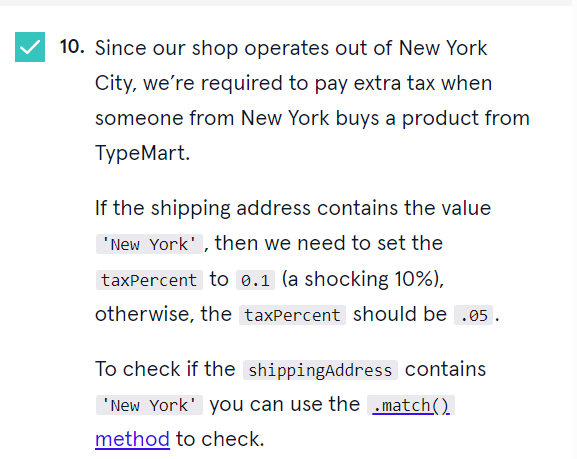 10. Since our shop operates out of New York
City, we’re required to pay extra tax when
someone from New York buys a product from
TypeMart.
If the shipping address contains the value
'New York' , then we need to set the
taxPercent to 0.1 (a shocking 10%),
otherwise, the taxPercent should be .05 .
To check if the shippingAddress contains
'New York' you can use the .match()
method to check.